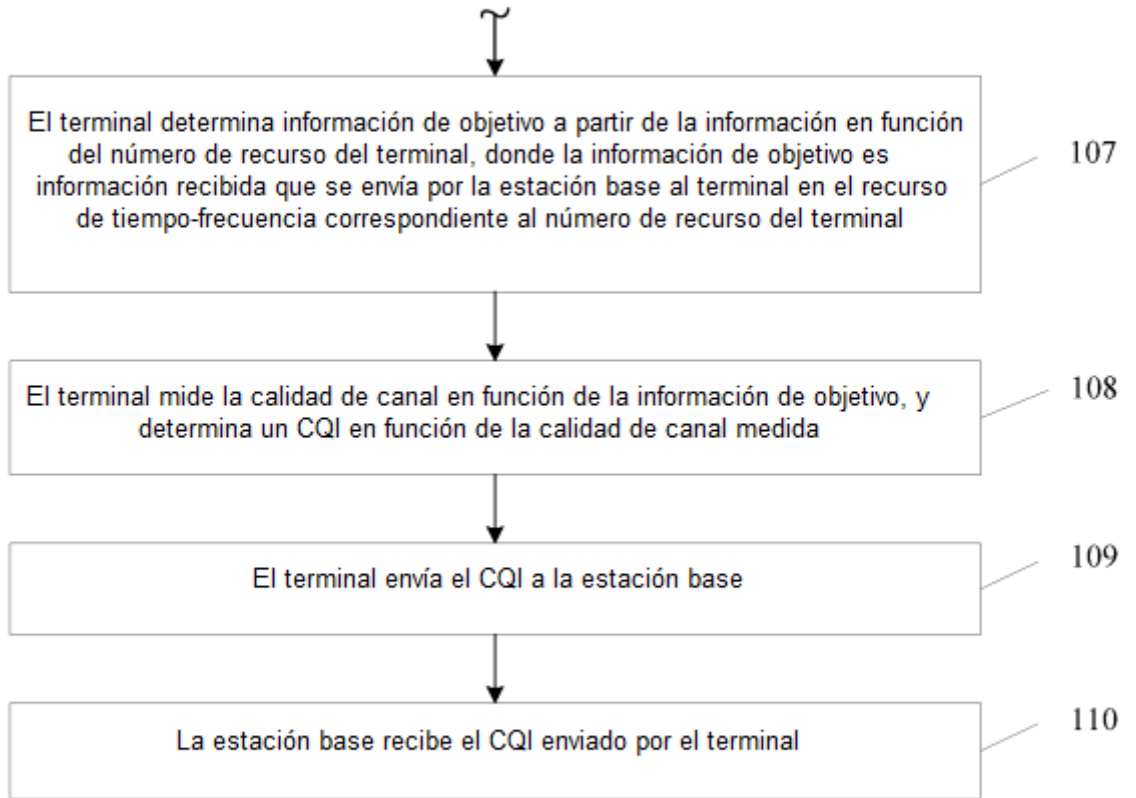 El terminal determina información de objetivo a partir de la información en función
del número de recurso del terminal, donde la información de objetivo es
información recibida que se envía por la estación base al terminal en el recurso
de tiempo-frecuencia correspondiente al número de recurso del terminal
107
El terminal mide la calidad de canal en función de la información de objetivo, y
determina un CQI en función de la calidad de canal medida
108
El terminal envía el CQI a la estación base
109
La estación base recibe el CQI enviado por el terminal
110